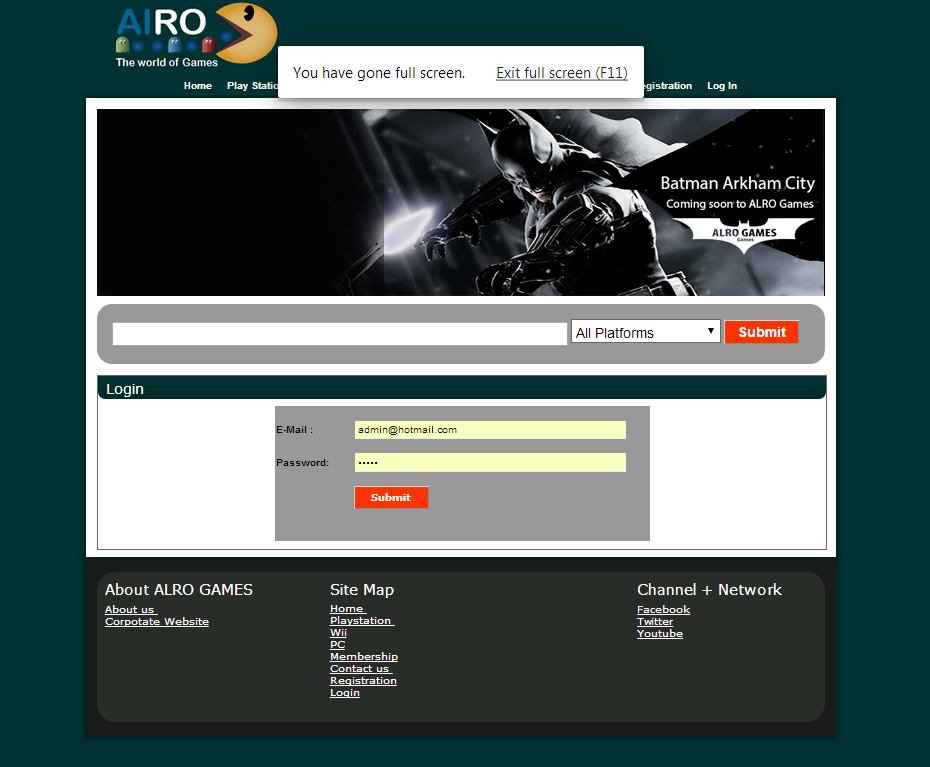 AlRO
The world of Games
You have gone full screen. Exit full screen (F11)
Home Play Statio egistration Log In
Batman Arkham City
Coming soon to ALRO Games
ALRO GAMES
Games
All Platforms Submit
Login
E-Mail : admin@hotmail.com
Password: •••••
Submit
About ALRO GAMES Site Map Channel + Network
About us Home Facebook
Corpotate Website Playstation Twitter
Wii Youtube
PC
Membership
Contact us
Registration
Login